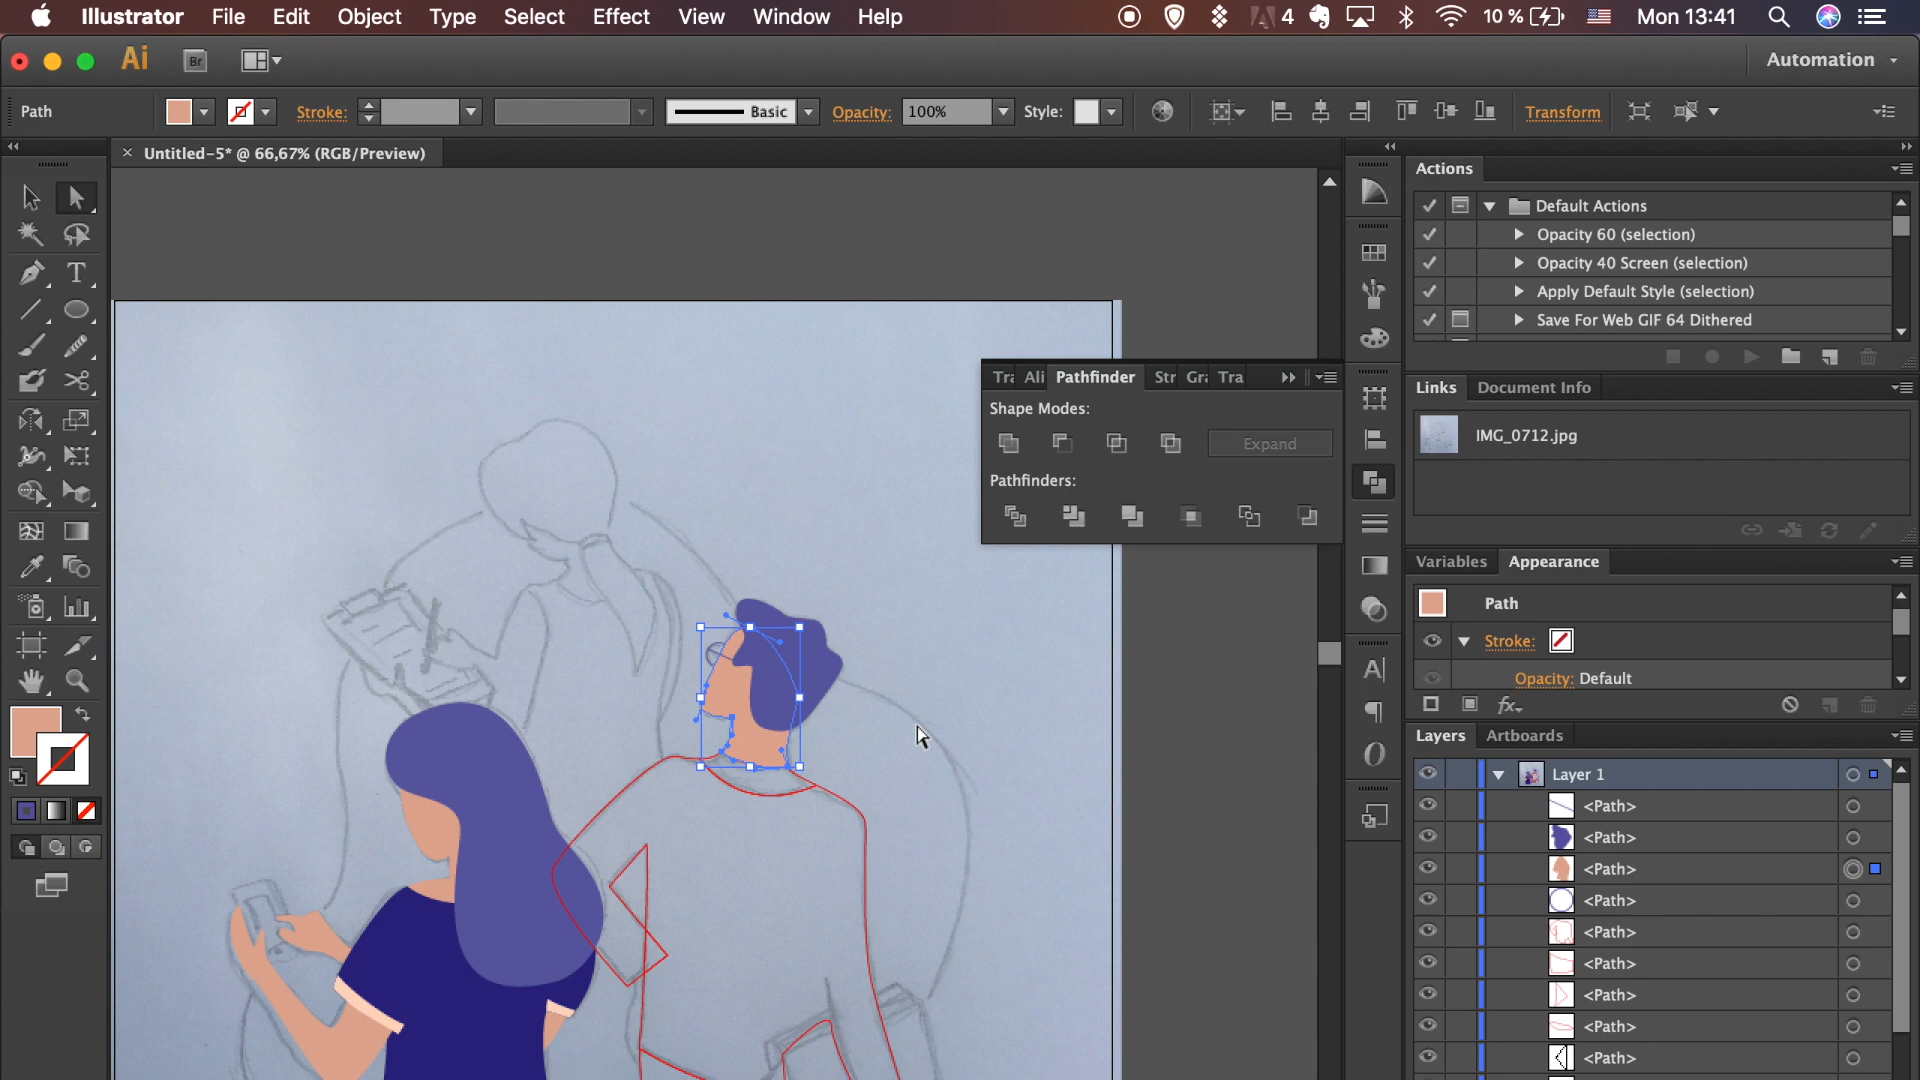 Illustrator File Edit Object Type Select Effect View Window Help 4 10 % Mon 13:41
Ai Br Automation
Path Stroke: Basic Opacity: 100% Style: Transform
× Untitled-5* @ 66,67% (RGB/Preview)
Actions
Default Actions
Opacity 60 (selection)
Opacity 40 Screen (selection)
Apply Default Style (selection)
Save For Web GIF 64 Dithered
Tra Ali Pathfinder Str Gra Tra
Shape Modes:
Expand
Pathfinders:
Links Document Info
IMG_0712.jpg
Variables Appearance
Path
Stroke:
Opacity: Default
fx
Layers Artboards
Layer 1
<Path>
<Path>
<Path>
<Path>
<Path>
<Path>
<Path>
<Path>
<Path>